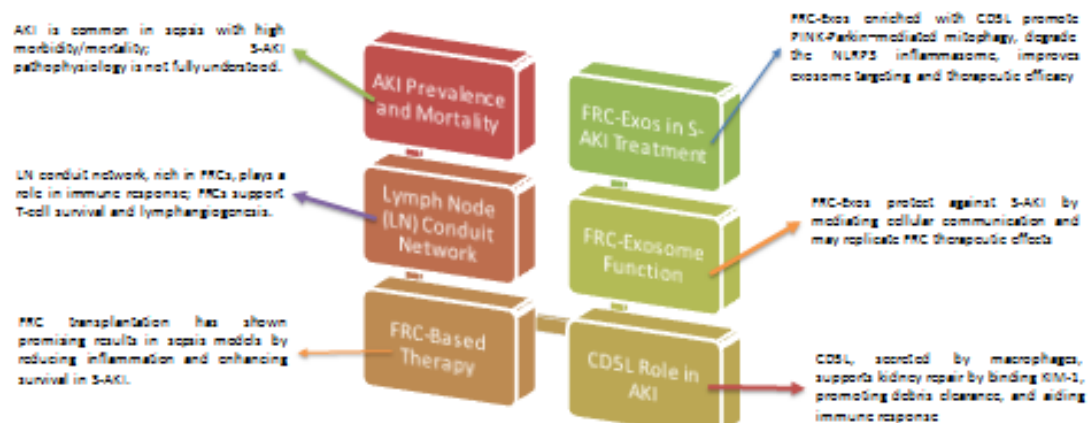 AKI is common in sepsis with high
morbidity/mortality; S-AKI
pathophysiology is not fully understood.
AKI Prevalence
and Mortality
LN conduit network, rich in FRCs, plays a
role in immune response; FRCs support
T-cell survival and lymphangiogenesis.
Lymph Node
(LN) Conduit
Network
FRC transplantation has shown
promising results in sepsis models by
reducing inflammation and enhancing
survival in S-AKI.
FRC-Based
Therapy
CD5L Role in
AKI
CD5L, secreted by macrophages,
supports kidney repair by binding KIM-1,
promoting debris clearance, and aiding
immune response
FRC-Exosome
Function
FRC-Exos protect against S-AKI by
mediating cellular communication and
may replicate FRC therapeutic effects
FRC-Exos in S-
AKI Treatment
FRC-Exos enriched with CD5L promote
PINK-Parkin–mediated mitophagy, degrade
the NLRP3 inflammasome, improves
exosome targeting and therapeutic efficacy